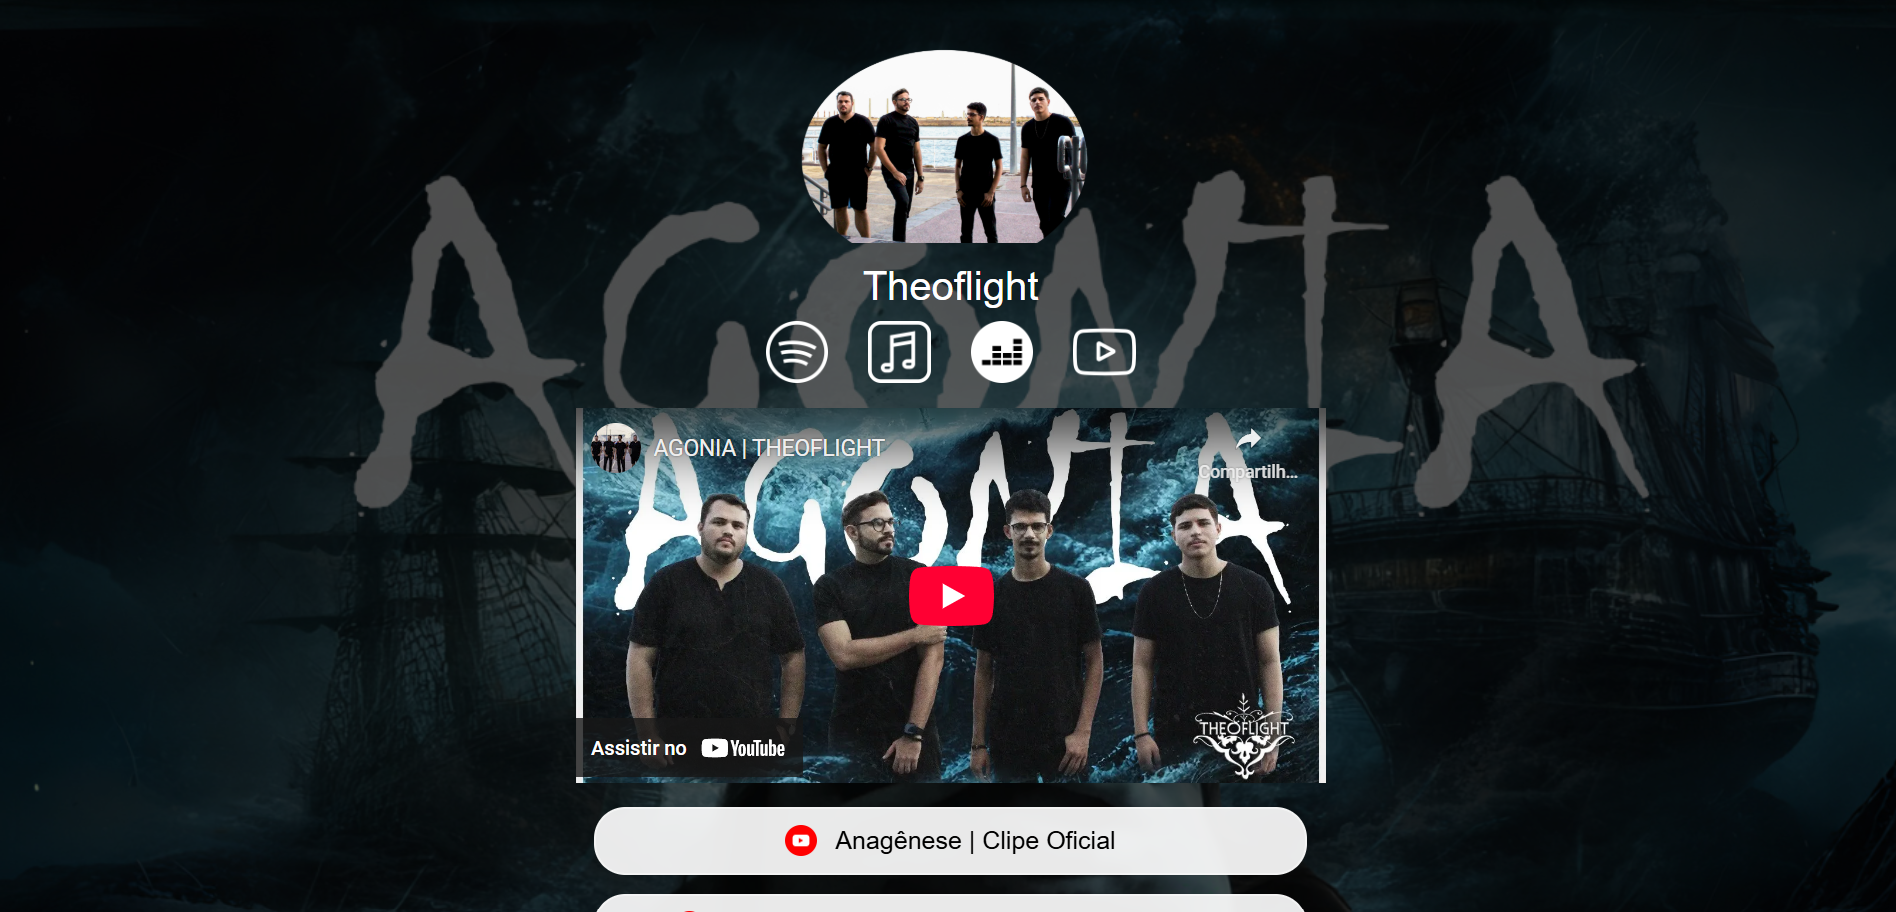 AGONIA
Theoflight
AGONIA
AGONIA | THEOFLIGHT
Compartilh...
THEOFLIGHT
Assistir no YouTube
Anagênese | Clipe Oficial